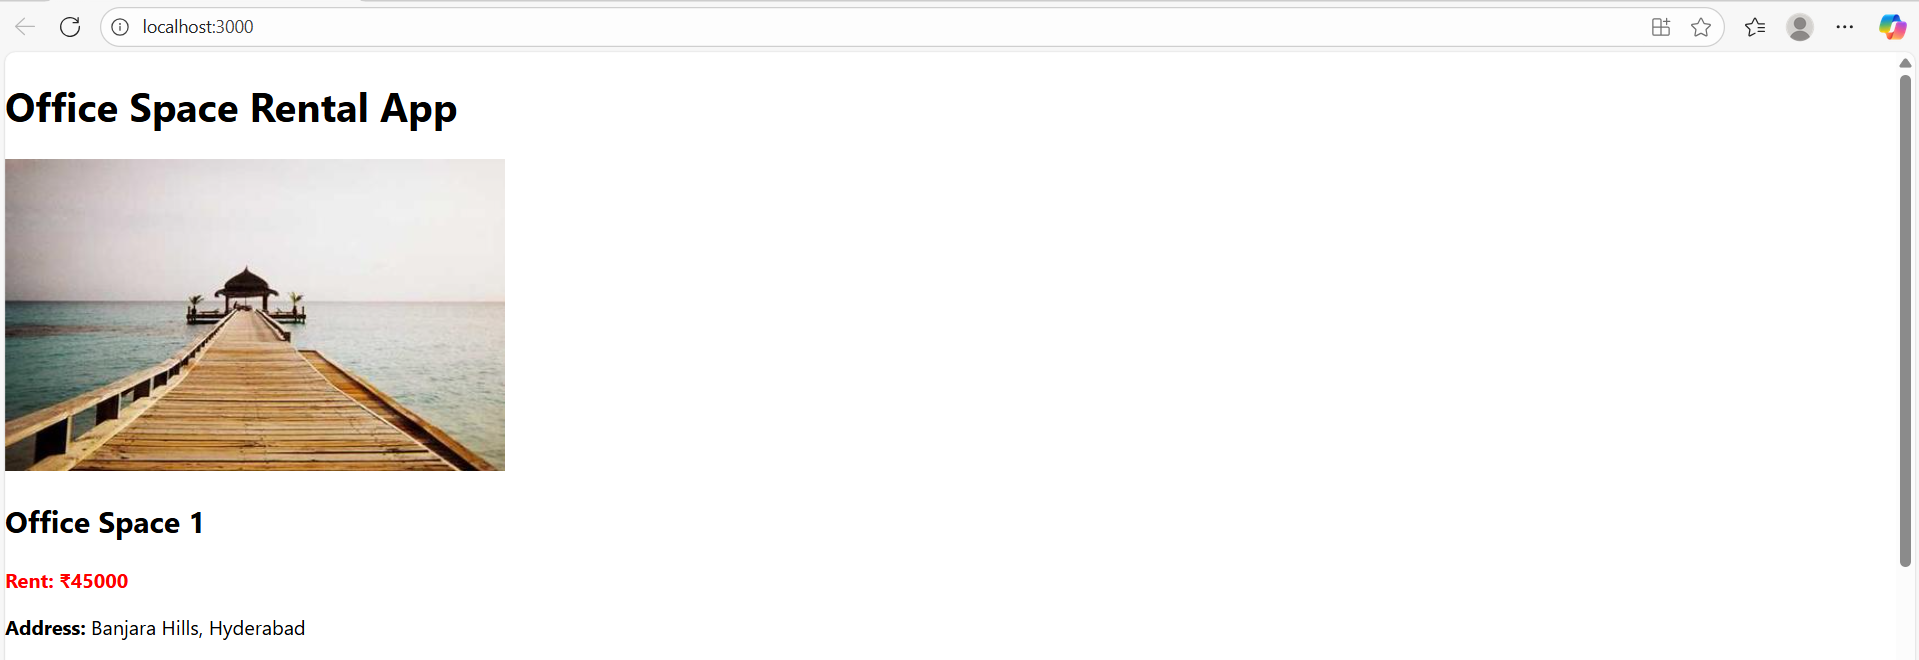 localhost:3000
Office Space Rental App
Office Space 1
Rent: ₹45000
Address: Banjara Hills, Hyderabad